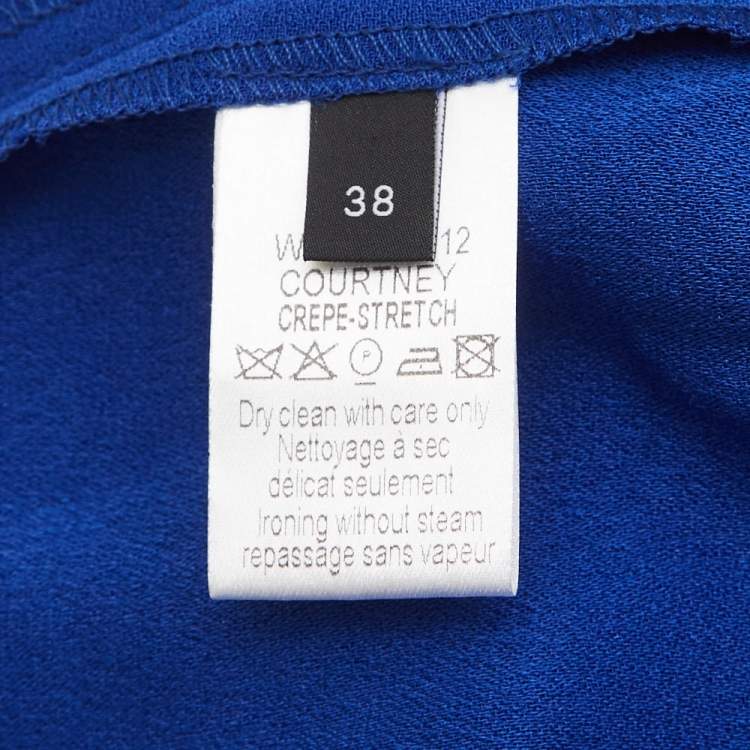 38
12
COURTNEY
CREPE-STRETCH
P
Dry clean with care only
Nettoyage à sec
délicat seulement
Ironing without steam
repassage sans vapeur